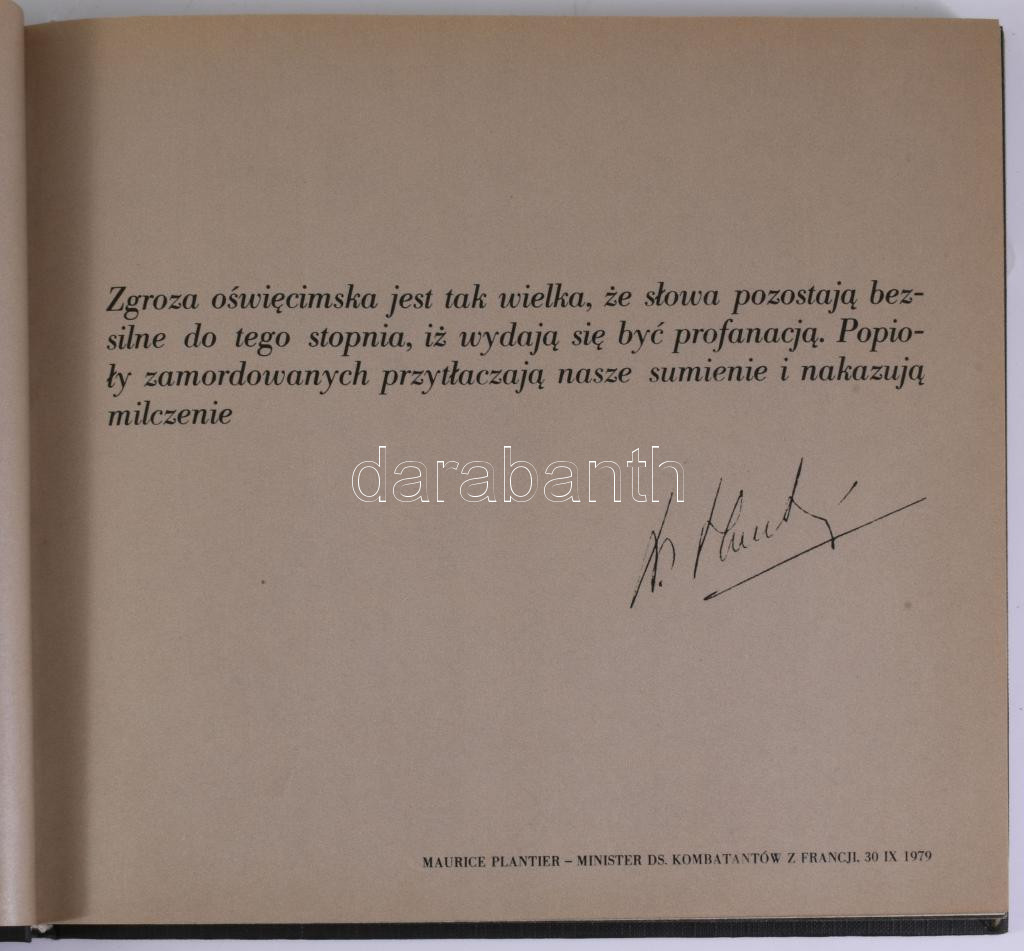 Zgroza oświęcimska jest tak wielka, że słowa pozostają bez-
silne do tego stopnia, iż wydają się być profanacją. Popio-
ły zamordowanych przytłaczają nasze sumienie i nakazują
milczenie
darabanth
MAURICE PLANTIER – MINISTER DS. KOMBATANTÓW Z FRANCJI. 30 IX 1979